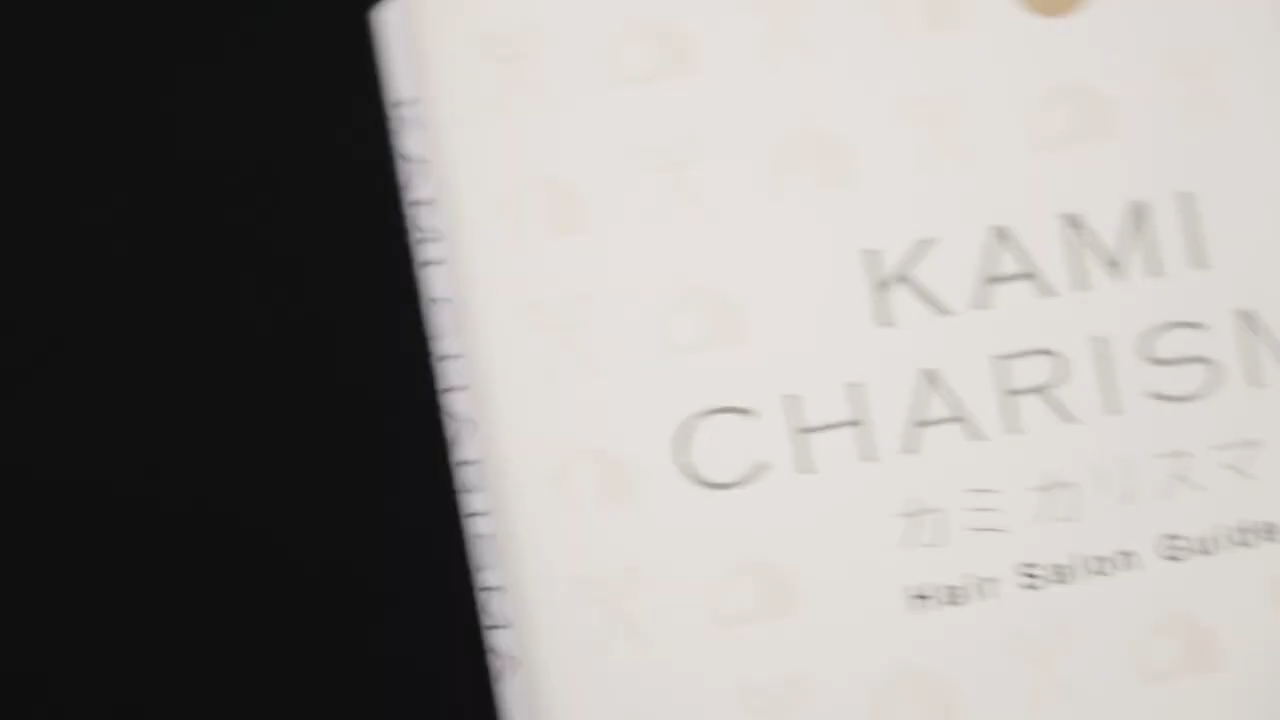 KAMI
CHARISM
カミカリスマ
Hair Salon Guide